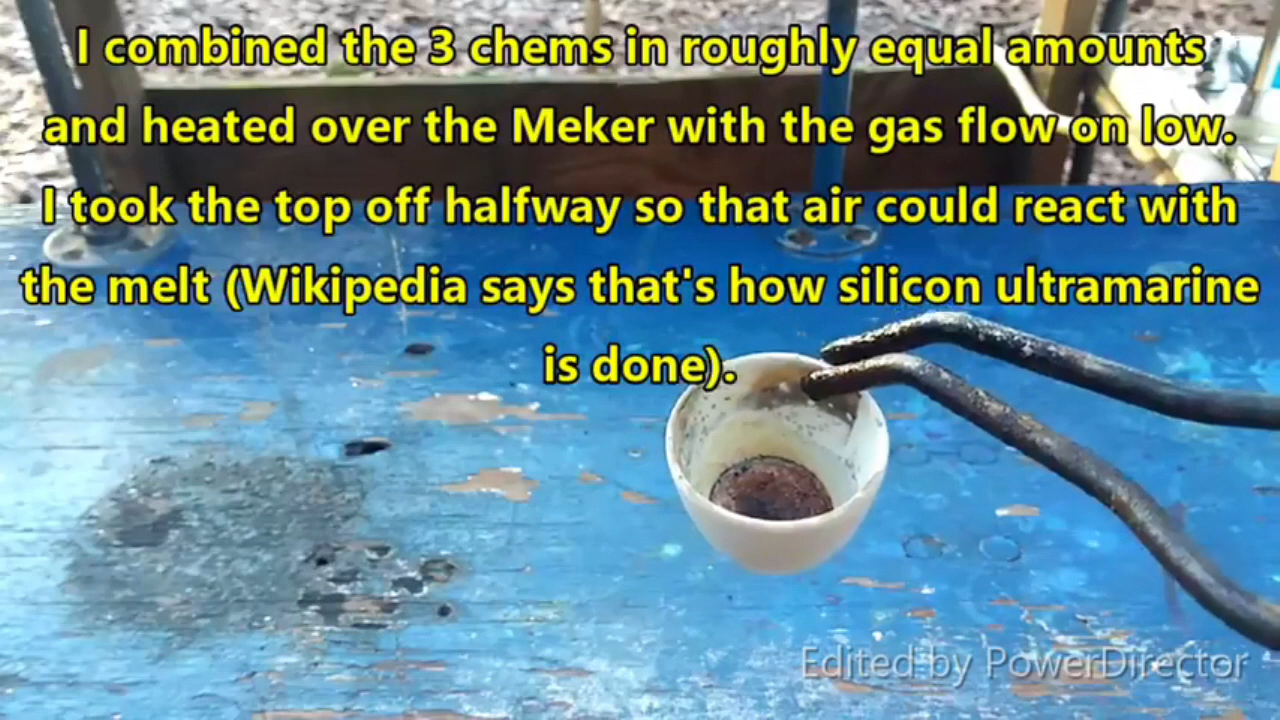 I combined the 3 chems in roughly equal amounts
and heated over the Meker with the gas flow on low.
I took the top off halfway so that air could react with
the melt (Wikipedia says that's how silicon ultramarine
is done).
Edited by PowerDirector